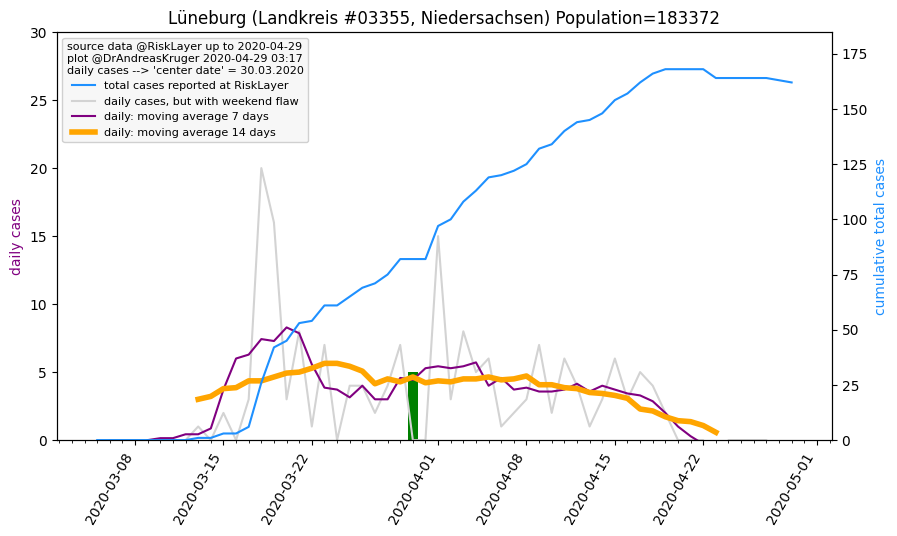 Lüneburg (Landkreis #03355, Niedersachsen) Population=183372
source data @RiskLayer up to 2020-04-29
plot @DrAndreasKruger 2020-04-29 03:17
daily cases --> 'center date' = 30.03.2020
total cases reported at RiskLayer
daily cases, but with weekend flaw
daily: moving average 7 days
daily: moving average 14 days
daily cases
30
25
20
15
10
5
0
cumulative total cases
175
150
125
100
75
50
25
0
2020-03-08
2020-03-15
2020-03-22
2020-04-01
2020-04-08
2020-04-15
2020-04-22
2020-05-01